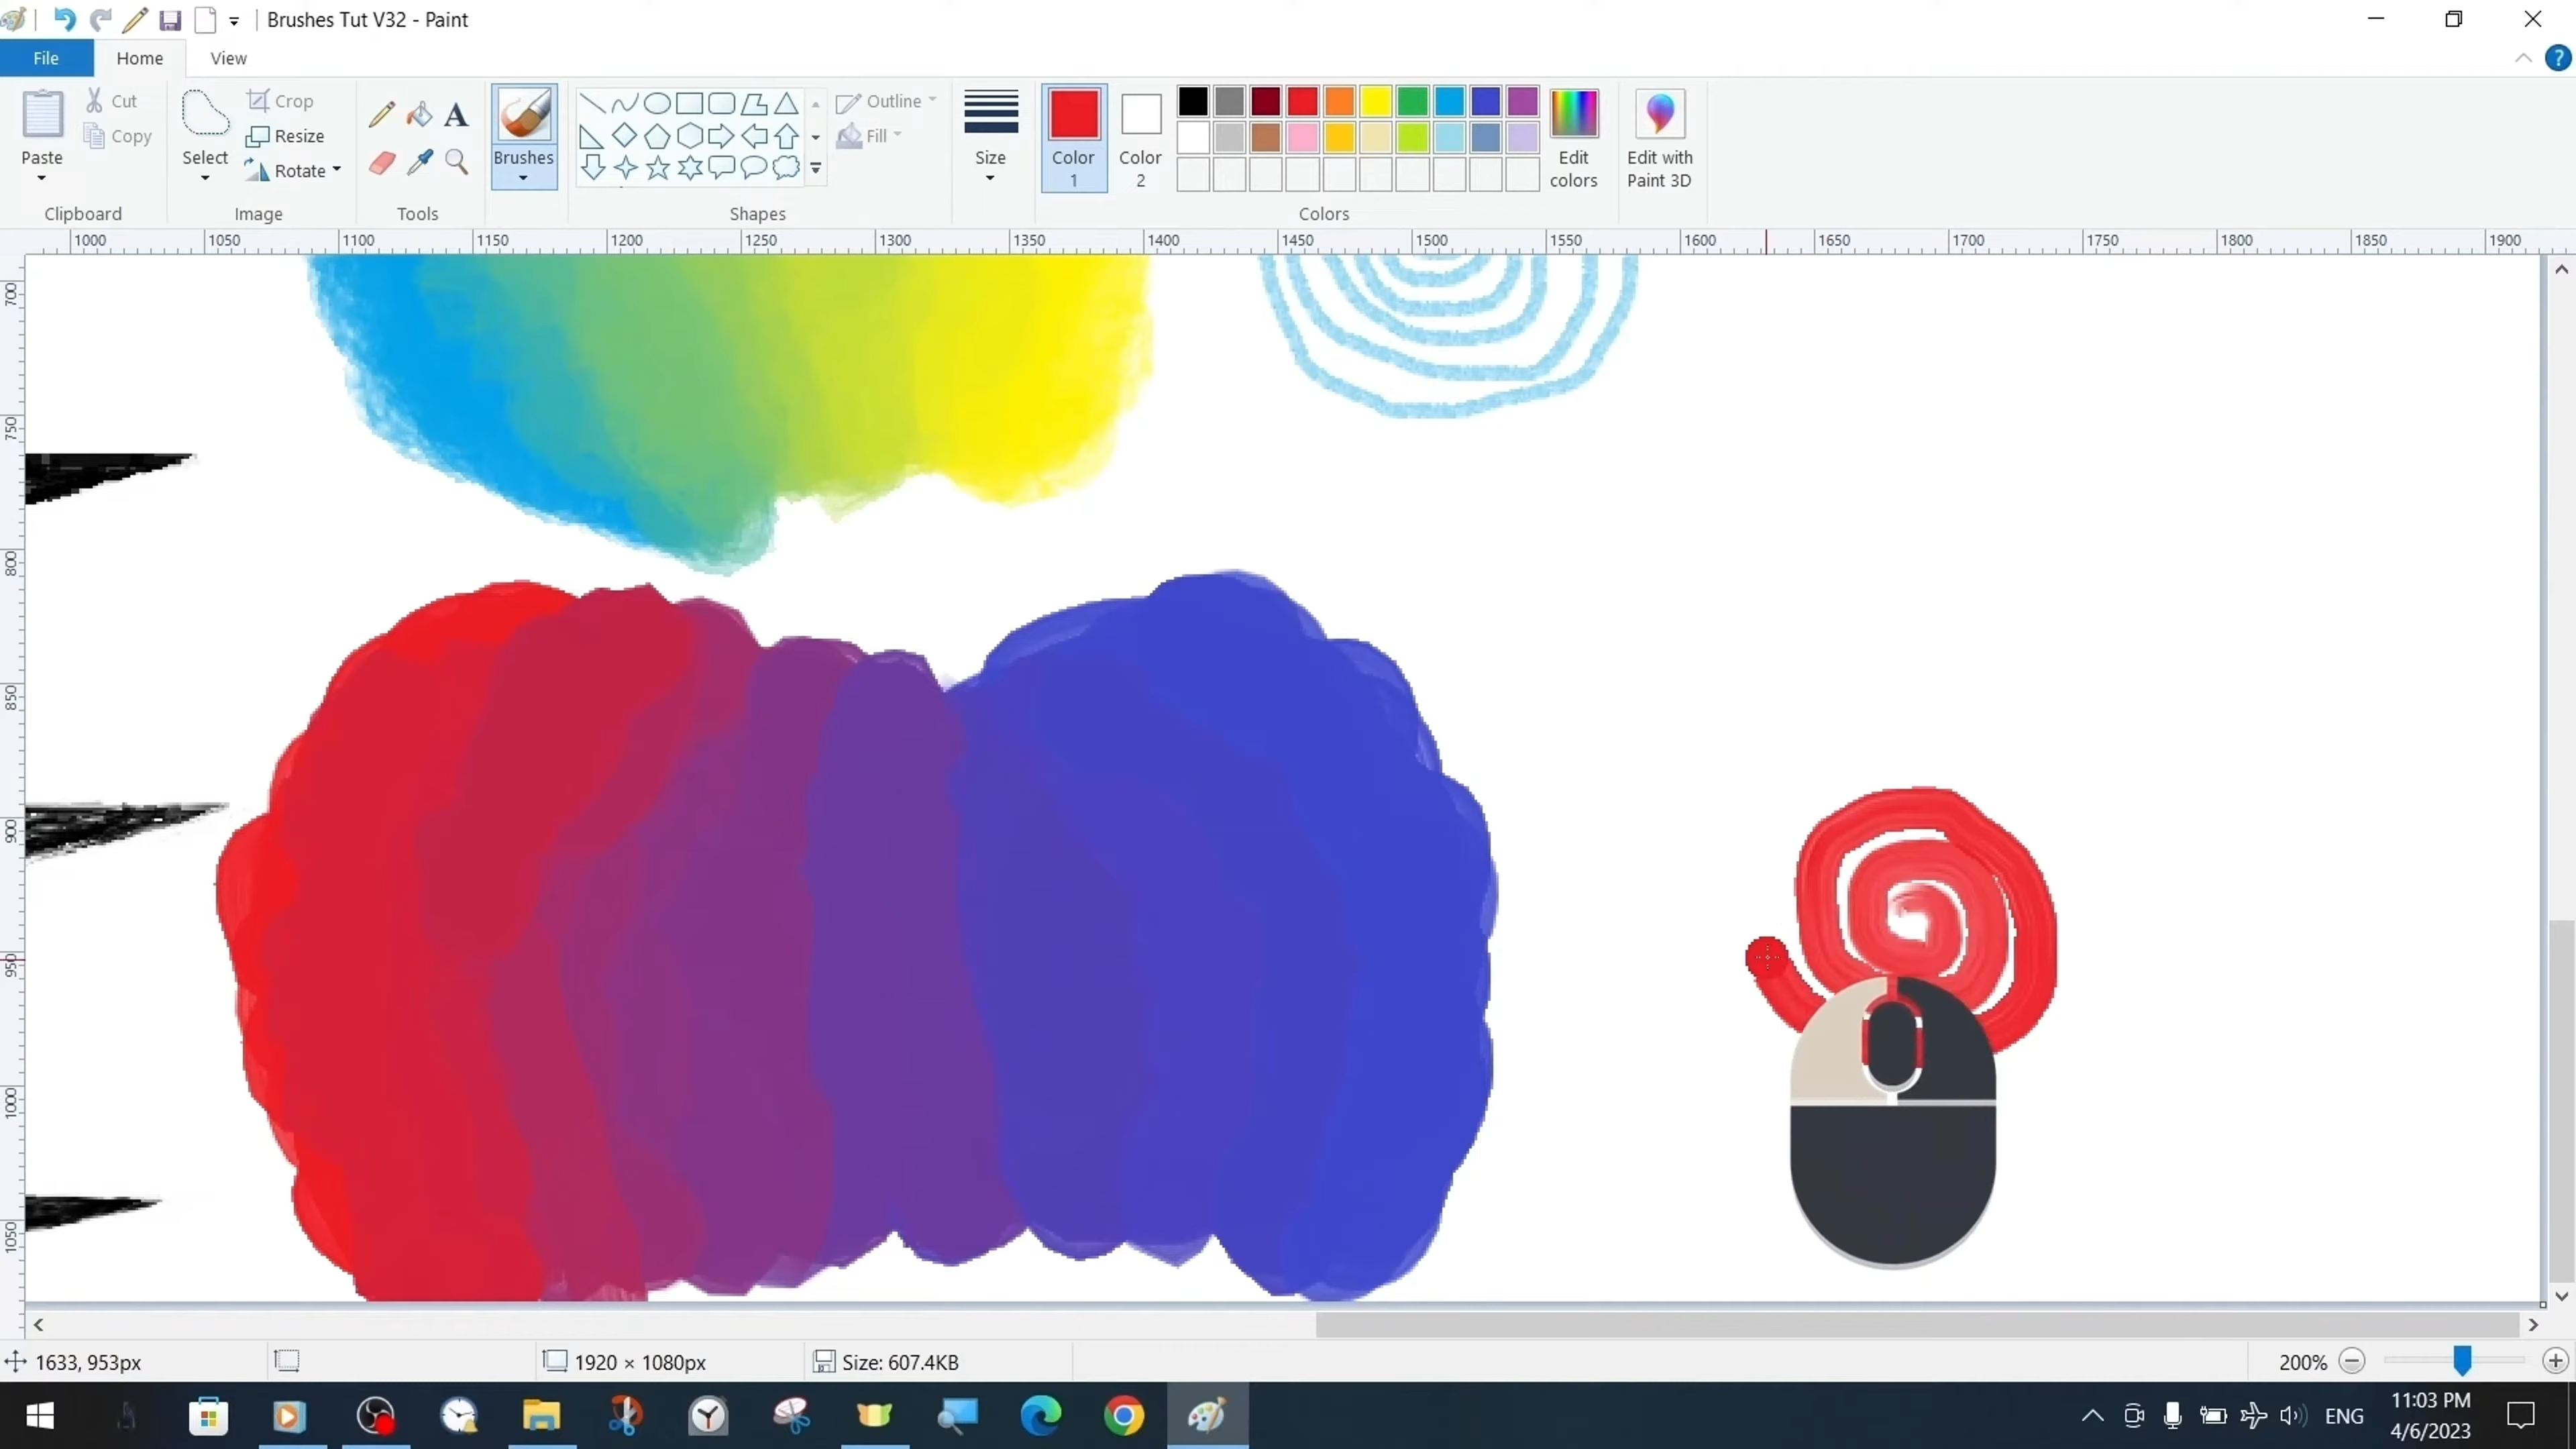 Brushes Tut V32 - Paint
File Home View
Paste
Cut
Copy
Clipboard
Select
Crop
Resize
Rotate
Image
A
Tools
Brushes
Outline
Fill
Shapes
Size
Color 1
Color 2
Edit colors
Colors
Edit with Paint 3D
?
1000 1050 1100 1150 1200 1250 1300 1350 1400 1450 1500 1550 1600 1650 1700 1750 1800 1850 1900
700
750
800
850
900
950
1000
1050
1633, 953px
1920 × 1080px
Size: 607.4KB
200%
ENG
11:03 PM
4/6/2023